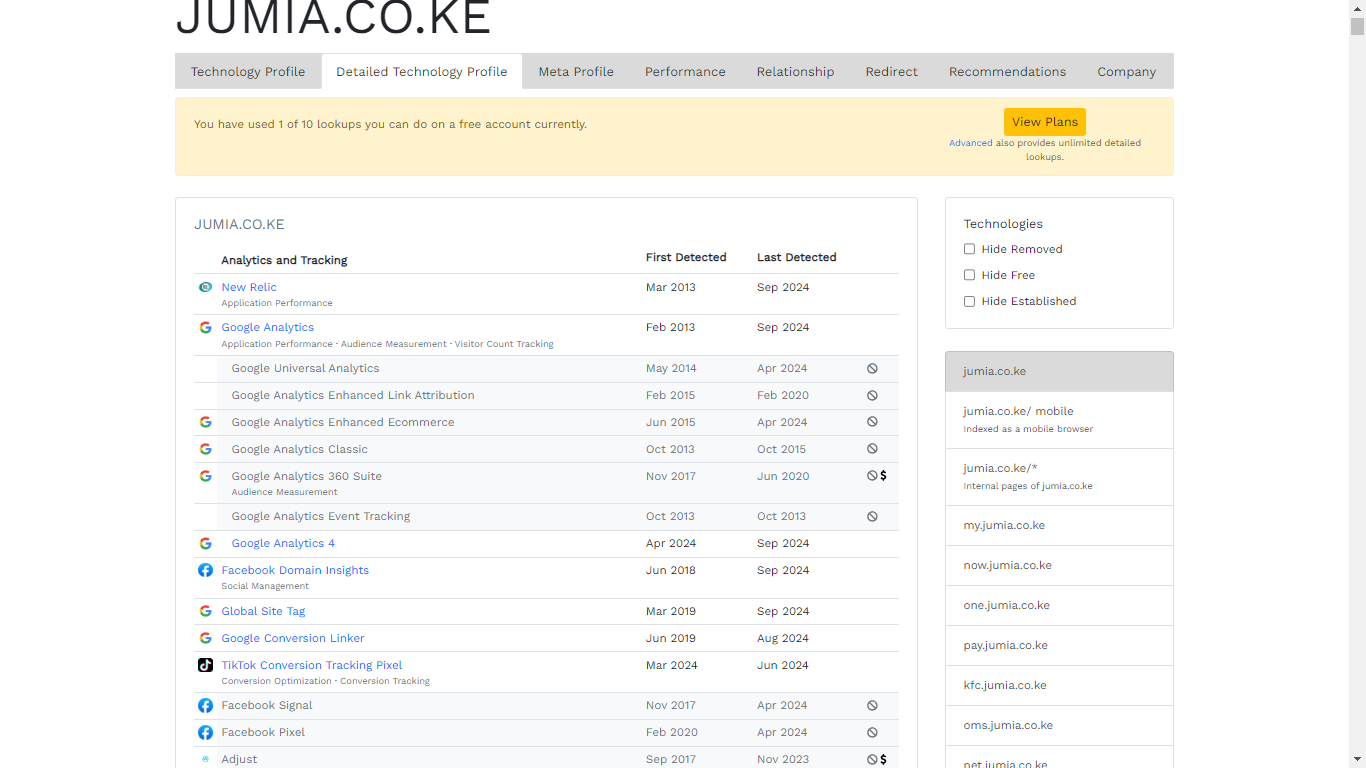 JUMIA.CO.KE
Technology Profile Detailed Technology Profile Meta Profile Performance Relationship Redirect Recommendations Company
You have used 1 of 10 lookups you can do on a free account currently.
View Plans
Advanced also provides unlimited detailed
lookups.
JUMIA.CO.KE
Analytics and Tracking First Detected Last Detected
New Relic Mar 2013 Sep 2024
Application Performance
Google Analytics Feb 2013 Sep 2024
Application Performance · Audience Measurement · Visitor Count Tracking
Google Universal Analytics May 2014 Apr 2024
Google Analytics Enhanced Link Attribution Feb 2015 Feb 2020
Google Analytics Enhanced Ecommerce Jun 2015 Apr 2024
Google Analytics Classic Oct 2013 Oct 2015
Google Analytics 360 Suite Nov 2017 Jun 2020 $
Audience Measurement
Google Analytics Event Tracking Oct 2013 Oct 2013
Google Analytics 4 Apr 2024 Sep 2024
Facebook Domain Insights Jun 2018 Sep 2024
Social Management
Global Site Tag Mar 2019 Sep 2024
Google Conversion Linker Jun 2019 Aug 2024
TikTok Conversion Tracking Pixel Mar 2024 Jun 2024
Conversion Optimization · Conversion Tracking
Facebook Signal Nov 2017 Apr 2024
Facebook Pixel Feb 2020 Apr 2024
Adjust Sep 2017 Nov 2023 $
Technologies
Hide Removed
Hide Free
Hide Established
jumia.co.ke
jumia.co.ke/ mobile
Indexed as a mobile browser
jumia.co.ke/*
Internal pages of jumia.co.ke
my.jumia.co.ke
now.jumia.co.ke
one.jumia.co.ke
pay.jumia.co.ke
kfc.jumia.co.ke
oms.jumia.co.ke
net.jumia.co.ke